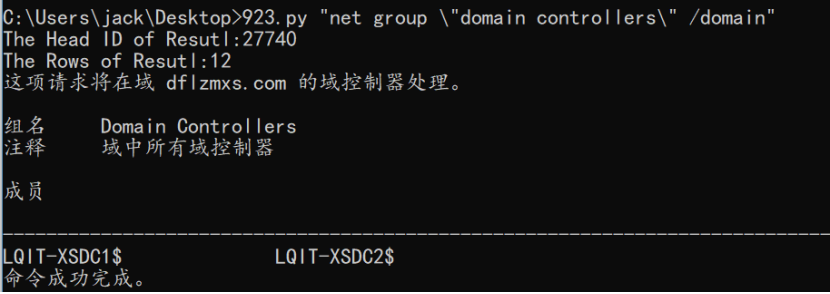 C:\Users\jack\Desktop>923.py "net group \"domain controllers\" /domain"
The Head ID of Resutl:27740
The Rows of Resutl:12
这项请求将在域 dflzmxs.com 的域控制器处理。
组名 Domain Controllers
注释 域中所有域控制器
成员
-------------------------------------------------------------------------------
LQIT-XSDC1$ LQIT-XSDC2$
命令成功完成。